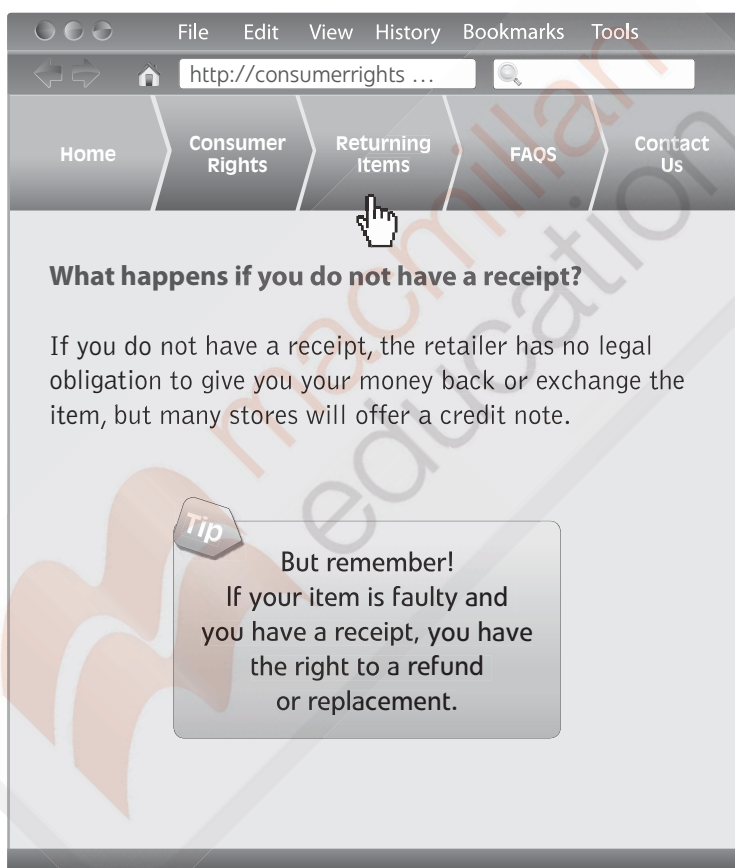 File Edit View History Bookmarks Tools
http://consumerrights ...
Home
Consumer
Rights
Returning
Items
FAQS
Contact
Us
What happens if you do not have a receipt?
If you do not have a receipt, the retailer has no legal
obligation to give you your money back or exchange the
item, but many stores will offer a credit note.
Tip
But remember!
If your item is faulty and
you have a receipt, you have
the right to a refund
or replacement.
macmillan
education